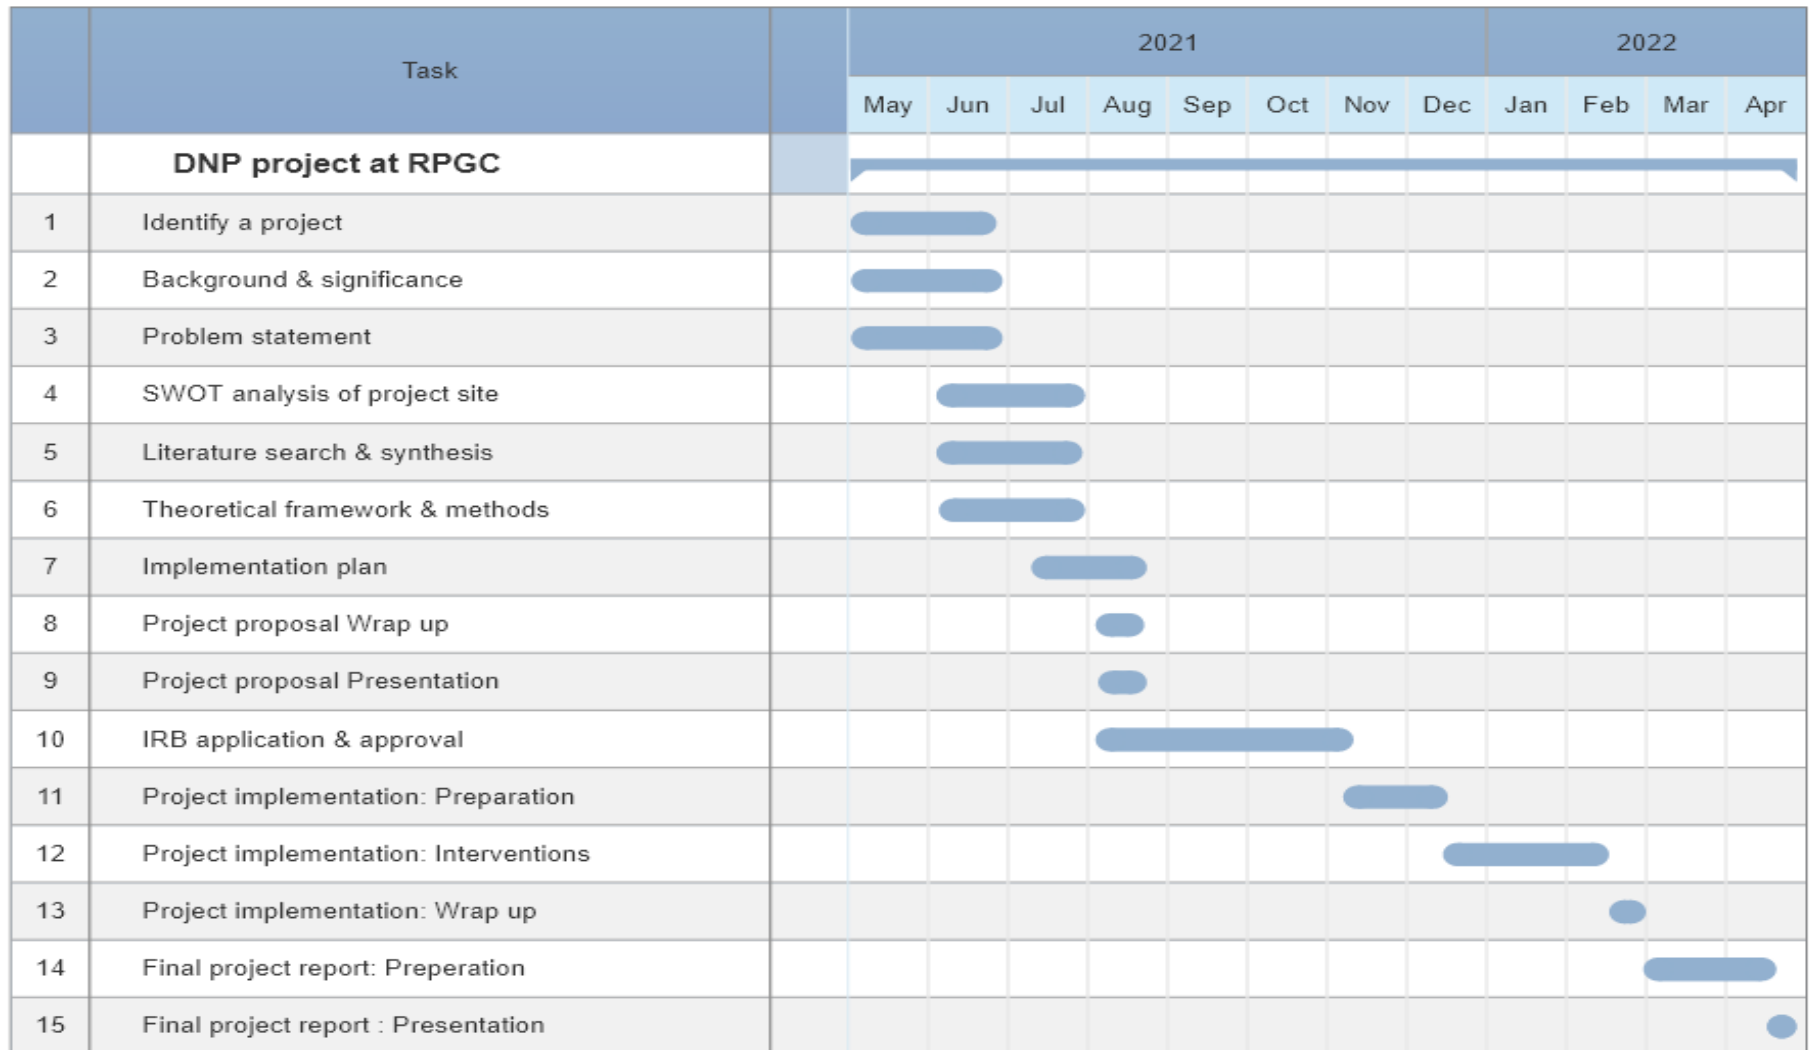 Task
2021 2022
May Jun Jul Aug Sep Oct Nov Dec Jan Feb Mar Apr
DNP project at RPGC
1 Identify a project
2 Background & significance
3 Problem statement
4 SWOT analysis of project site
5 Literature search & synthesis
6 Theoretical framework & methods
7 Implementation plan
8 Project proposal Wrap up
9 Project proposal Presentation
10 IRB application & approval
11 Project implementation: Preparation
12 Project implementation: Interventions
13 Project implementation: Wrap up
14 Final project report: Preperation
15 Final project report : Presentation